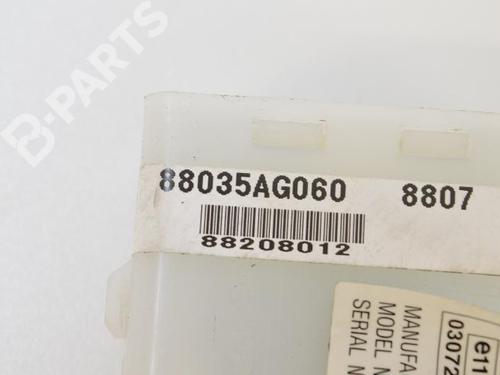 B-PARTS
88035AG060 8807
88208012
e11
03072
MANUFA
MODEL N
SERIAL N